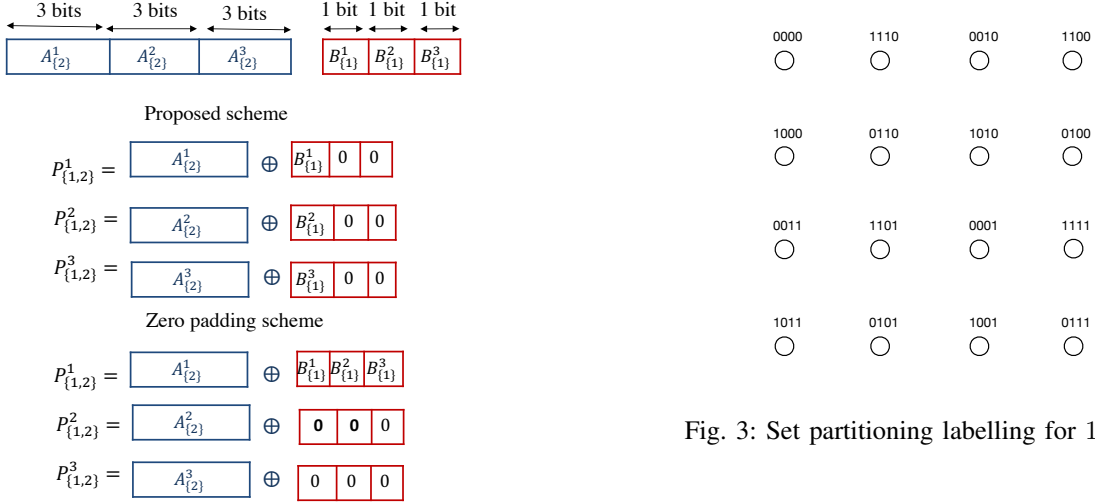 3 bits 3 bits 3 bits 1 bit 1 bit 1 bit
A^1_{2} A^2_{2} A^3_{2} B^1_{1} B^2_{1} B^3_{1}
Proposed scheme
P^1_{1,2} = A^1_{2} ⊕ B^1_{1} 0 0
P^2_{1,2} = A^2_{2} ⊕ B^2_{1} 0 0
P^3_{1,2} = A^3_{2} ⊕ B^3_{1} 0 0
Zero padding scheme
P^1_{1,2} = A^1_{2} ⊕ B^1_{1} B^2_{1} B^3_{1}
P^2_{1,2} = A^2_{2} ⊕ 0 0 0
P^3_{1,2} = A^3_{2} ⊕ 0 0 0
0000 1110 0010 1100
1000 0110 1010 0100
0011 1101 0001 1111
1011 0101 1001 0111
Fig. 3: Set partitioning labelling for 1